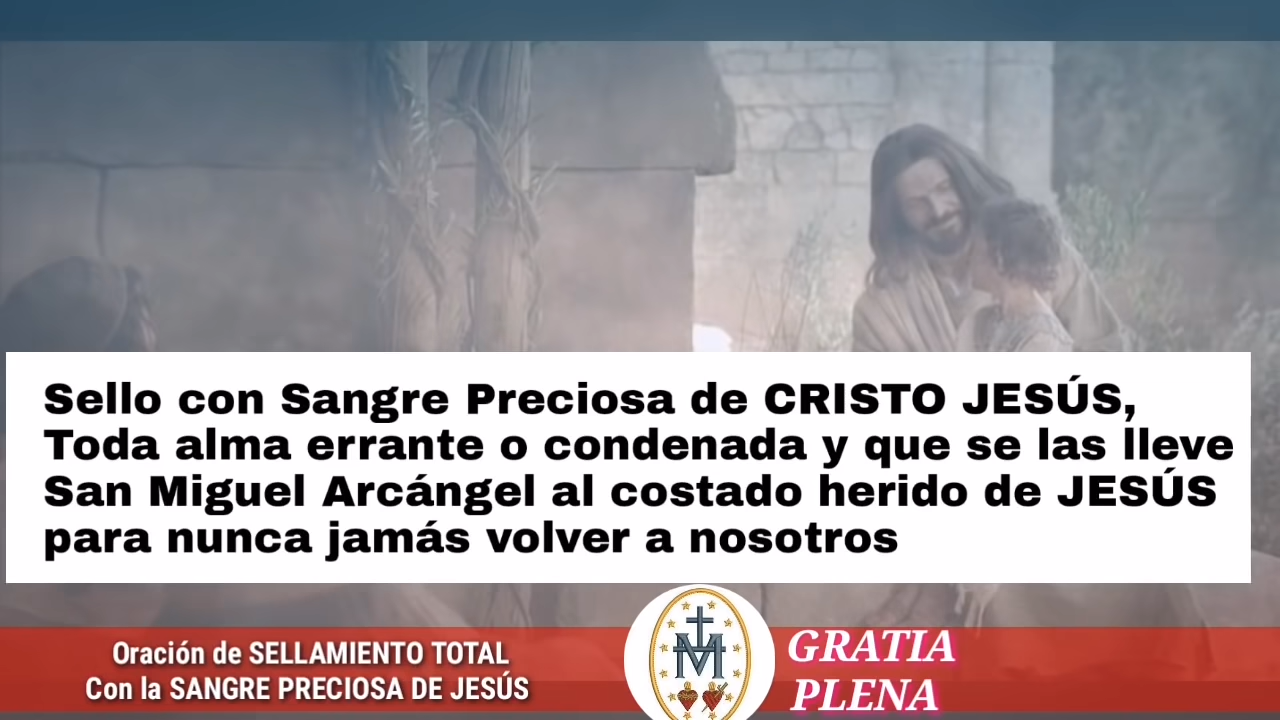 Sello con Sangre Preciosa de CRISTO JESÚS,
Toda alma errante o condenada y que se las lleve
San Miguel Arcángel al costado herido de JESÚS
para nunca jamás volver a nosotros
Oración de SELLAMIENTO TOTAL
Con la SANGRE PRECIOSA DE JESÚS
GRATIA
PLENA